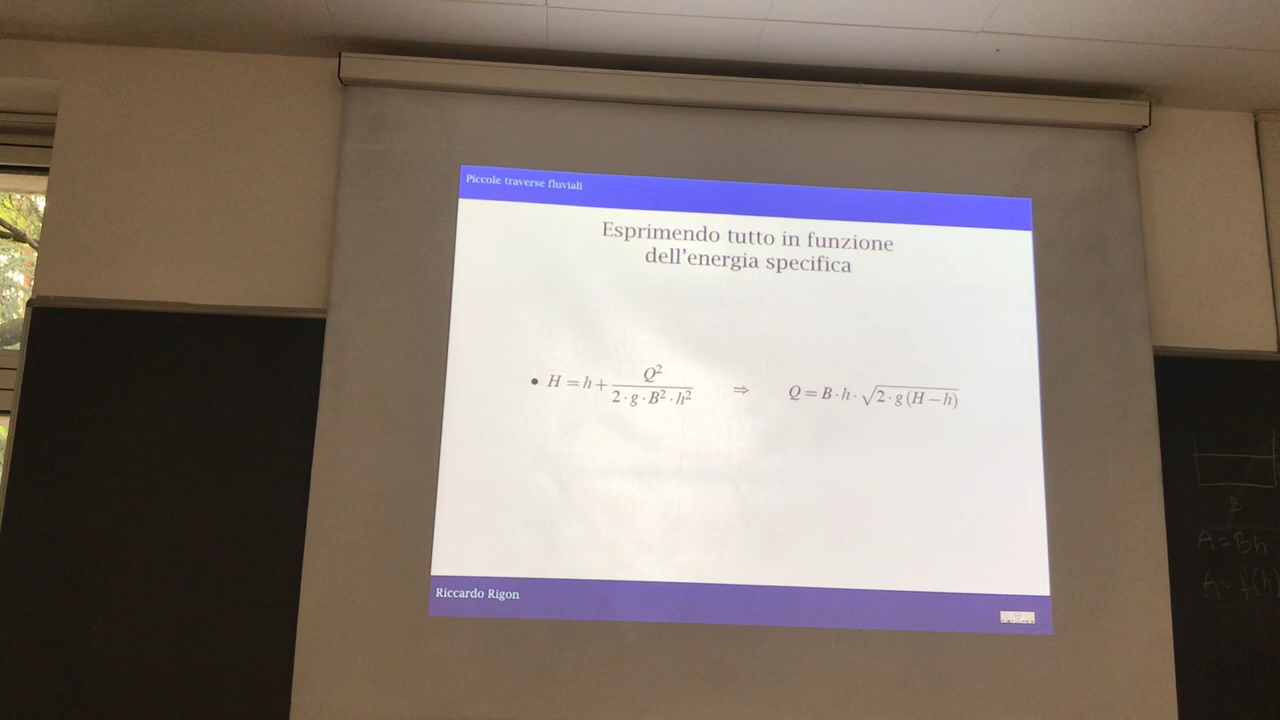 Piccole traverse fluviali
Esprimendo tutto in funzione
dell'energia specifica
• H = h + Q² / (2 · g · B² · h²) ⇒ Q = B · h · √(2 · g (H − h))
Riccardo Rigon
B
A = Bh
A = f(h)